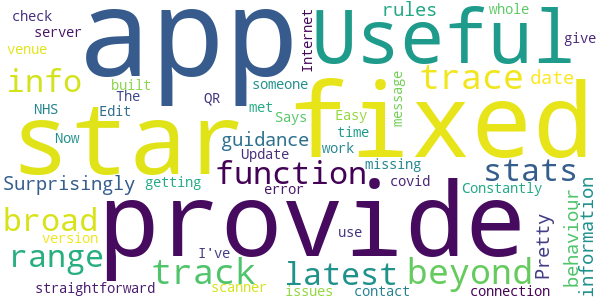 check
app
Useful
rules
whole
server
Internet
give
venue
info
built
someone
trace
date
star
fixed
NHS
The
Edit
QR
met
Says
Easy
message
Now
guidance
time
Update
work
missing
function
stats
Surprisingly
getting
error
covid
Constantly
provide
broad
version
use
Pretty
behaviour
information
range
I've
track
latest
beyond
straightforward
scanner
issues
contact
connection